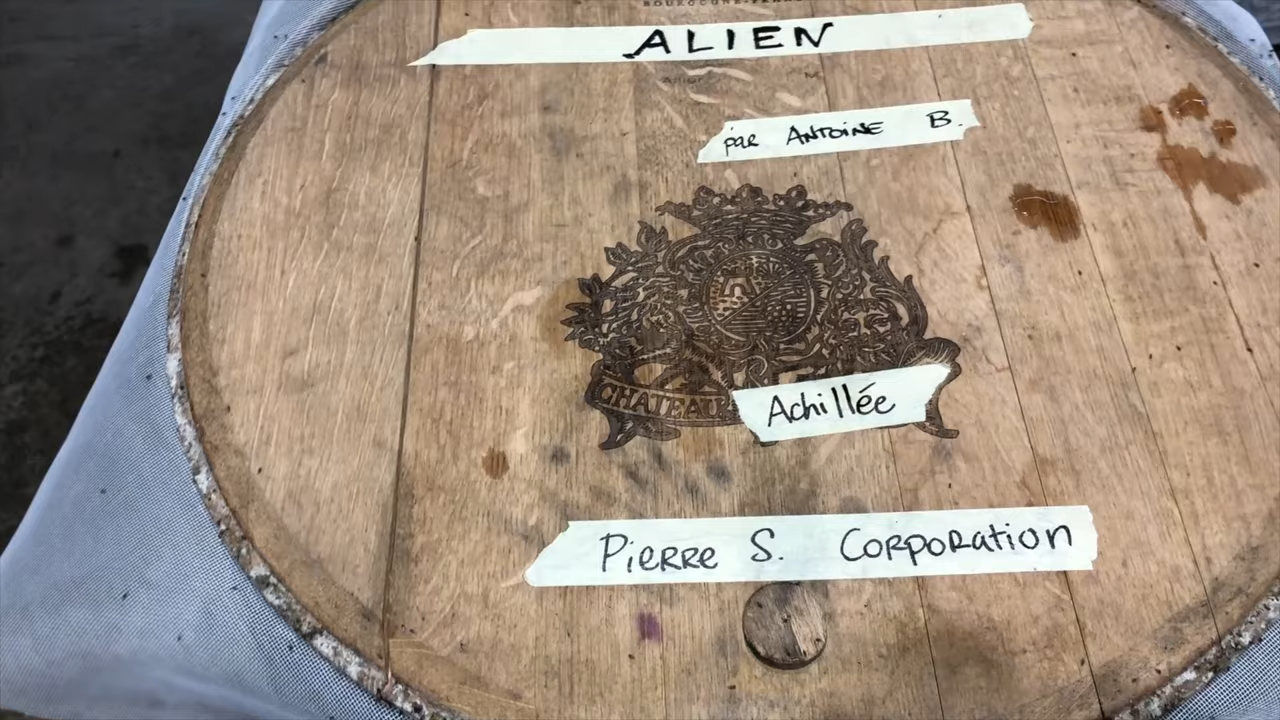 ALIEN
par ANTOINE B.
CHATEAU
Achillée
PIERRE S. CORPORATION